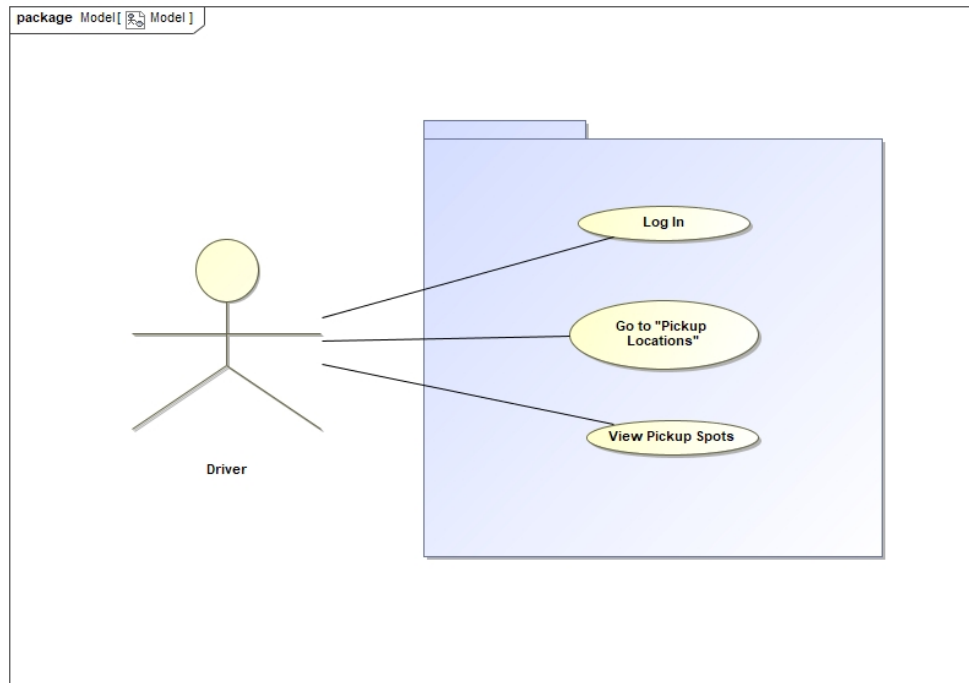 package Model[ Model ]
Log In
Go to "Pickup
Locations"
View Pickup Spots
Driver